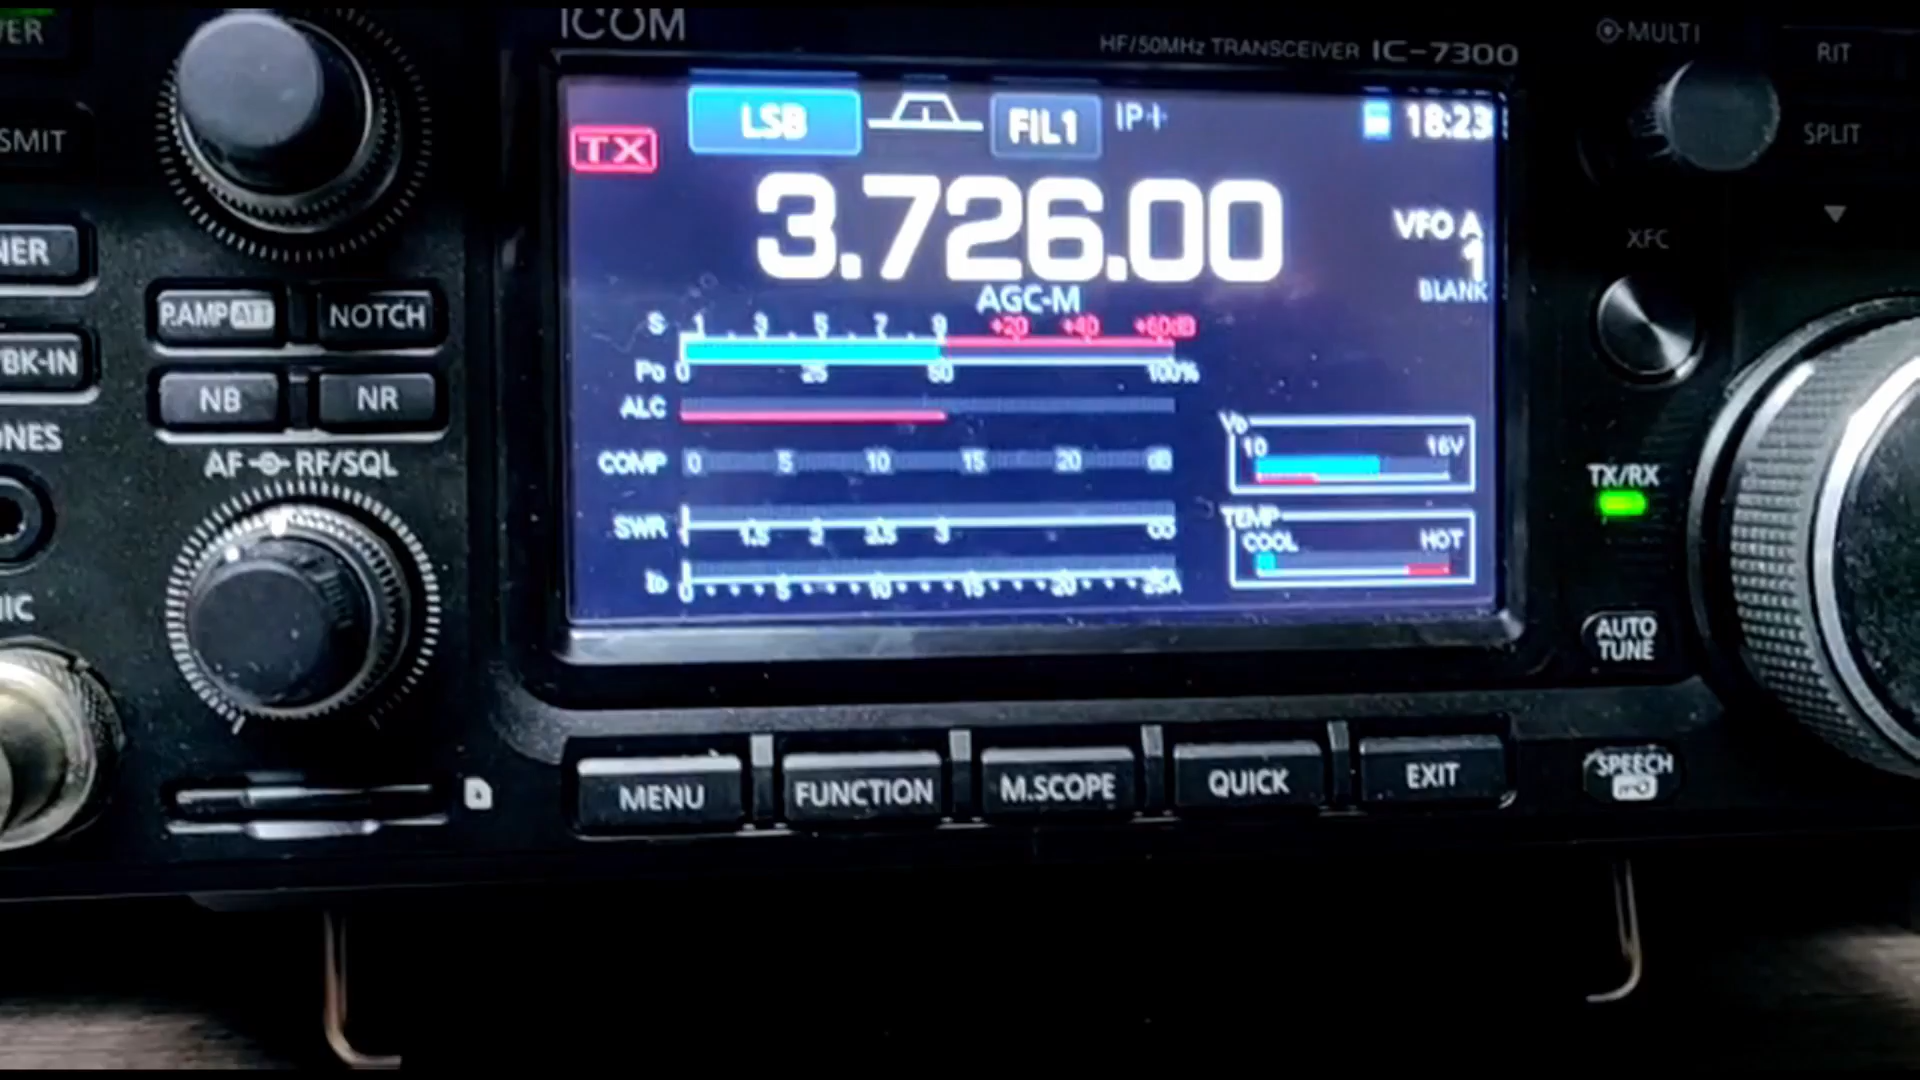 ICOM
HF/50MHz TRANSCEIVER IC-7300
MULTI
RIT
SPLIT
XFC
TX/RX
AUTO
TUNE
SPEECH
P.AMP ATT
NOTCH
BK-IN
NB
NR
AF RF/SQL
TX
LSB
FIL1
IP+
18:23
3.726.00
VFO A
1
BLANK
AGC-M
S 1 3 5 7 9 +20 +40 +60dB
Po 0 25 50 100%
ALC
COMP 0 5 10 15 20 dB
SWR 1 1.5 2 2.5 3 ∞
ID 0 5 10 15 20 25A
VD
10 16V
TEMP
COOL HOT
MENU
FUNCTION
M.SCOPE
QUICK
EXIT